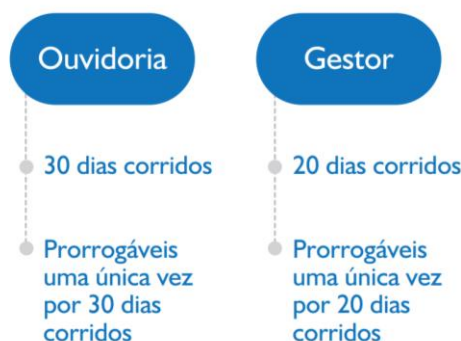 Ouvidoria
30 dias corridos
Prorrogáveis
uma única vez
por 30 dias
corridos
Gestor
20 dias corridos
Prorrogáveis
uma única vez
por 20 dias
corridos